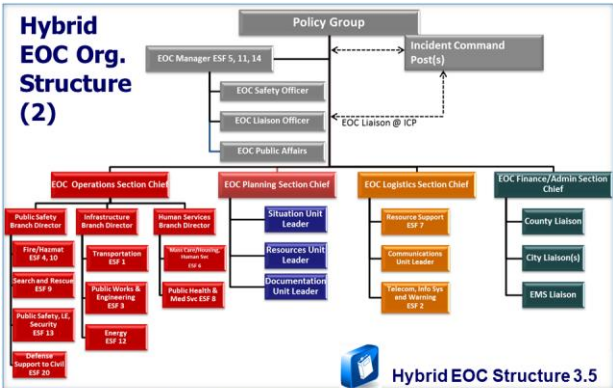 Hybrid
EOC Org.
Structure
(2)
Policy Group
EOC Manager ESF 5, 11, 14
Incident Command
Post(s)
EOC Safety Officer
EOC Liaison Officer
EOC Liaison @ ICP
EOC Public Affairs
EOC Operations Section Chief
EOC Planning Section Chief
EOC Logistics Section Chief
EOC Finance/Admin Section
Chief
Public Safety
Branch Director
Infrastructure
Branch Director
Human Services
Branch Director
Fire/Hazmat
ESF 4, 10
Search and Rescue
ESF 9
Public Safety, LE,
Security
ESF 13
Defense
Support to Civil
ESF 20
Transportation
ESF 1
Public Works &
Engineering
ESF 3
Energy
ESF 12
Mass Care/Housing,
Human Svc
ESF 6
Public Health &
Med Svc ESF 8
Situation Unit
Leader
Resources Unit
Leader
Documentation
Unit Leader
Resource Support
ESF 7
Communications
Unit Leader
Telecom, Info Sys
and Warning
ESF 2
County Liaison
City Liaison(s)
EMS Liaison
Hybrid EOC Structure 3.5